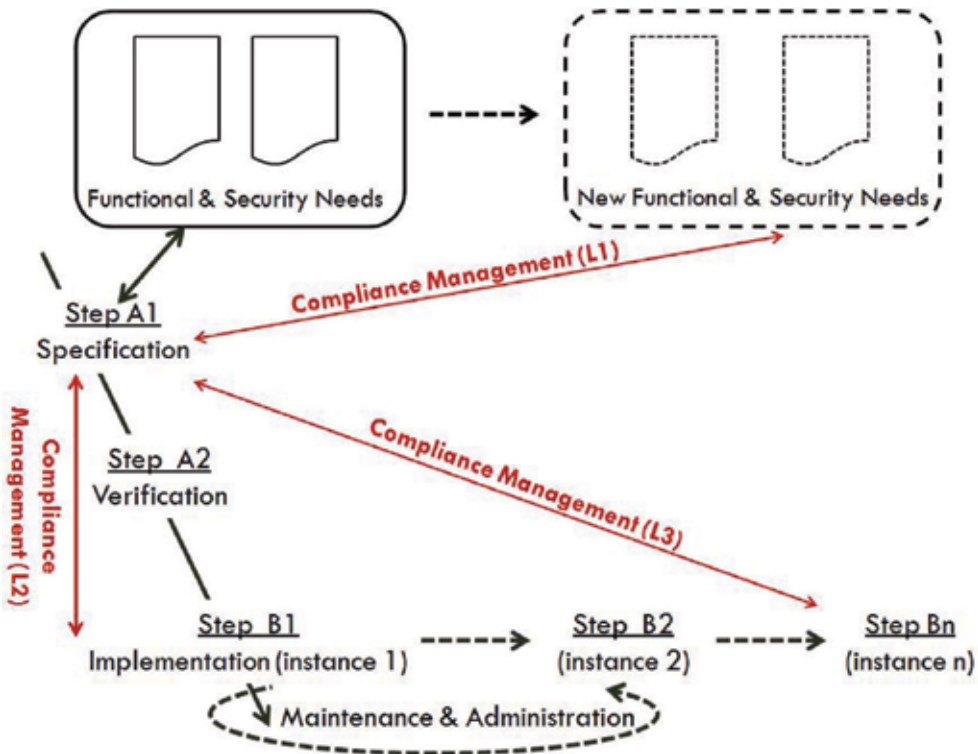 Functional & Security Needs
New Functional & Security Needs
Compliance Management (L1)
Step A1
Specification
Compliance
Management (L2)
Compliance Management (L3)
Step A2
Verification
Step B1
Implementation (instance 1)
Step B2
(instance 2)
Step Bn
(instance n)
Maintenance & Administration